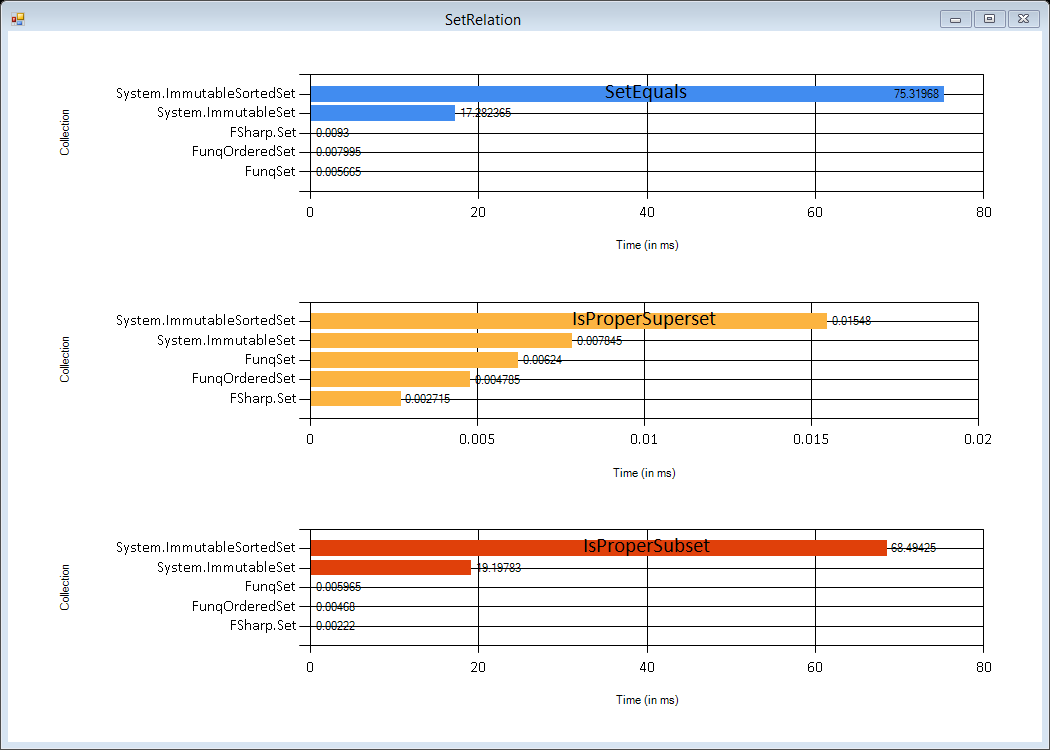 SetRelation
SetEquals
Collection
System.ImmutableSortedSet 75.31968
System.ImmutableSet 17.282365
FSharp.Set 0.0093
FunqOrderedSet 0.007995
FunqSet 0.005665
0 20 40 60 80
Time (in ms)
IsProperSuperset
Collection
System.ImmutableSortedSet 0.01548
System.ImmutableSet 0.007845
FunqSet 0.00624
FunqOrderedSet 0.004785
FSharp.Set 0.002715
0 0.005 0.01 0.015 0.02
Time (in ms)
IsProperSubset
Collection
System.ImmutableSortedSet 68.49425
System.ImmutableSet 19.19783
FunqSet 0.005965
FunqOrderedSet 0.00468
FSharp.Set 0.00222
0 20 40 60 80
Time (in ms)